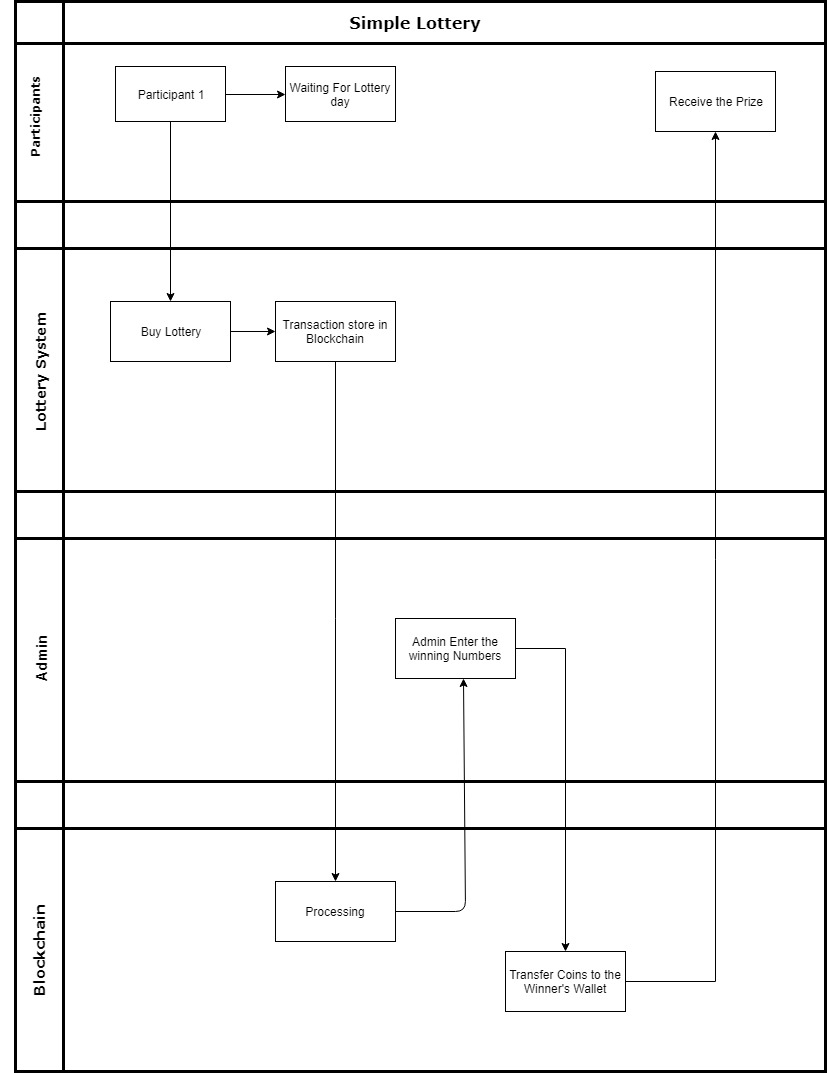 Simple Lottery
Participants
Participant 1
Waiting For Lottery
day
Receive the Prize
Lottery System
Buy Lottery
Transaction store in
Blockchain
Admin
Admin Enter the
winning Numbers
Blockchain
Processing
Transfer Coins to the
Winner's Wallet